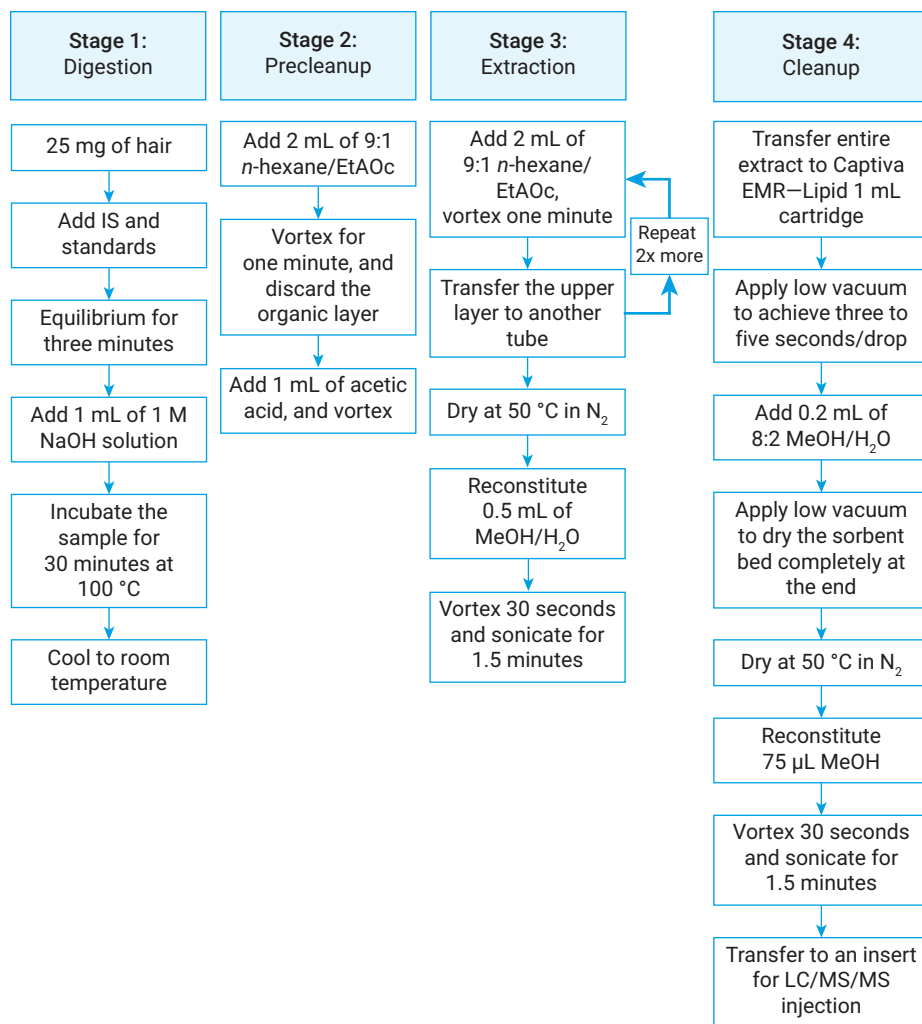 Stage 1:
Digestion
25 mg of hair
Add IS and
standards
Equilibrium for
three minutes
Add 1 mL of 1 M
NaOH solution
Incubate the
sample for
30 minutes at
100 °C
Cool to room
temperature
Stage 2:
Precleanup
Add 2 mL of 9:1
n-hexane/EtAOc
Vortex for
one minute, and
discard the
organic layer
Add 1 mL of acetic
acid, and vortex
Stage 3:
Extraction
Add 2 mL of
9:1 n-hexane/
EtAOc,
vortex one minute
Repeat
2x more
Transfer the upper
layer to another
tube
Dry at 50 °C in N₂
Reconstitute
0.5 mL of
MeOH/H₂O
Vortex 30 seconds
and sonicate for
1.5 minutes
Stage 4:
Cleanup
Transfer entire
extract to Captiva
EMR—Lipid 1 mL
cartridge
Apply low vacuum
to achieve three to
five seconds/drop
Add 0.2 mL of
8:2 MeOH/H₂O
Apply low vacuum
to dry the sorbent
bed completely at
the end
Dry at 50 °C in N₂
Reconstitute
75 µL MeOH
Vortex 30 seconds
and sonicate for
1.5 minutes
Transfer to an insert
for LC/MS/MS
injection